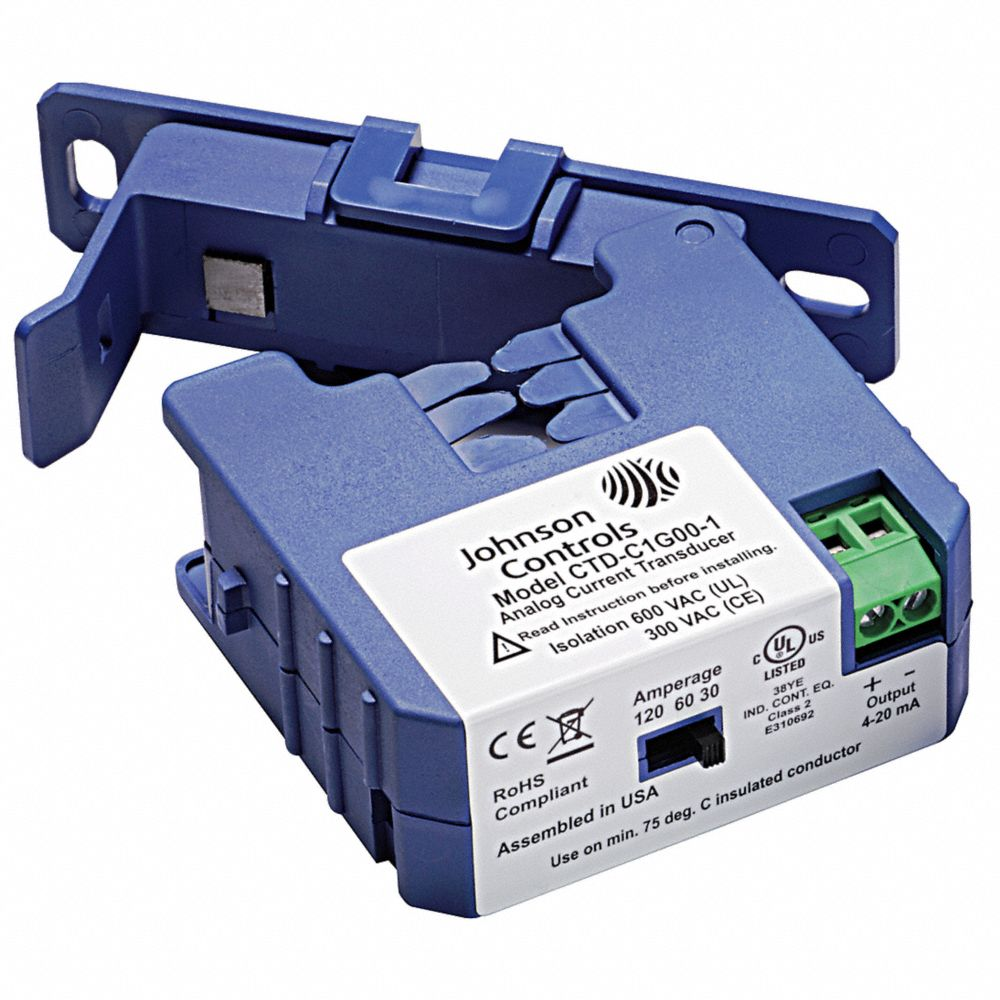 Johnson
Controls
Model CTD-C1G00-1
Analog Current Transducer
Read Instruction before installing.
Isolation 600 VAC (UL)
300 VAC (CE)
CE
RoHS
Compliant
Assembled in USA
Amperage
120 60 30
C UL US
LISTED
38YE
IND. CONT. EQ.
Class 2
E310692
+ -
Output
4-20 mA
Use on min. 75 deg. C insulated conductor